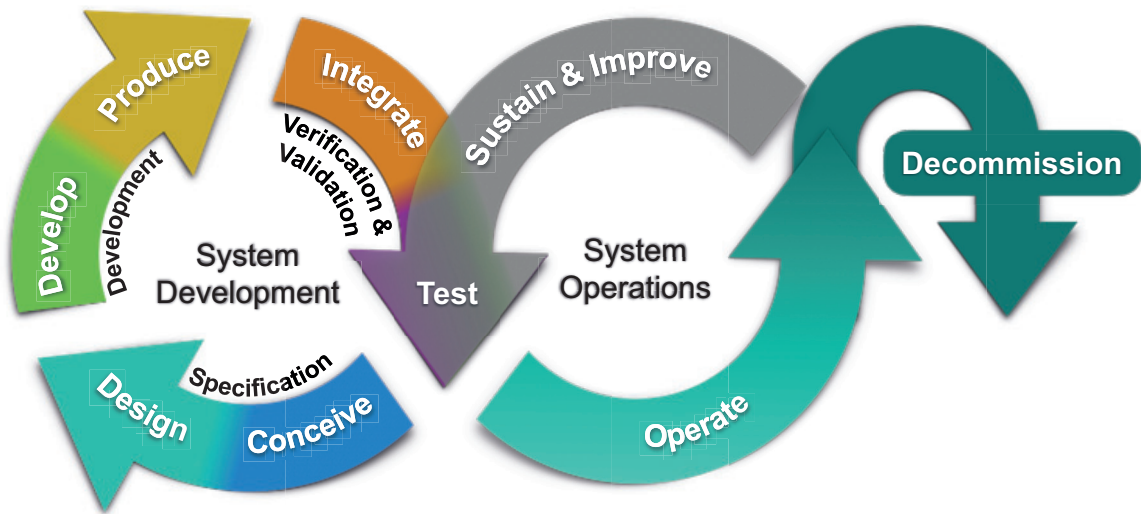 Produce
Integrate
Sustain & Improve
Verification &
Validation
Decommission
Develop
Development
System
Development
System
Operations
Test
Specification
Design
Conceive
Operate